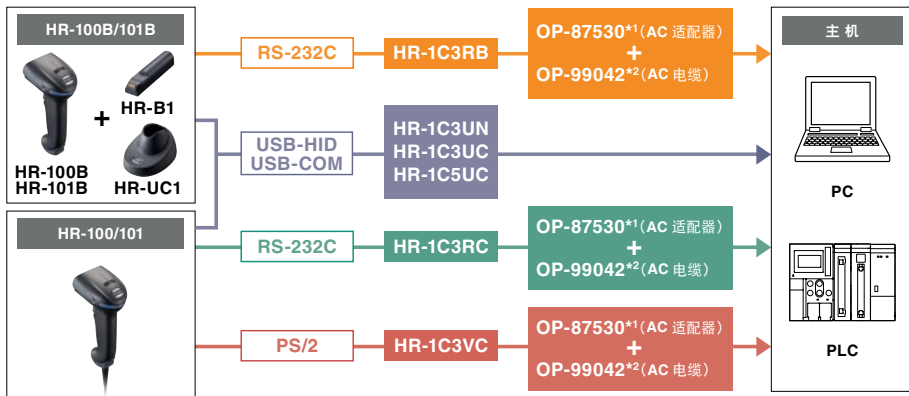 HR-100B/101B
+
HR-B1
HR-100B
HR-101B
HR-UC1
HR-100/101
RS-232C
HR-1C3RB
OP-87530*1(AC 适配器)
+
OP-99042*2(AC 电缆)
USB-HID
USB-COM
HR-1C3UN
HR-1C3UC
HR-1C5UC
RS-232C
HR-1C3RC
OP-87530*1(AC 适配器)
+
OP-99042*2(AC 电缆)
PS/2
HR-1C3VC
OP-87530*1(AC 适配器)
+
OP-99042*2(AC 电缆)
主机
PC
PLC